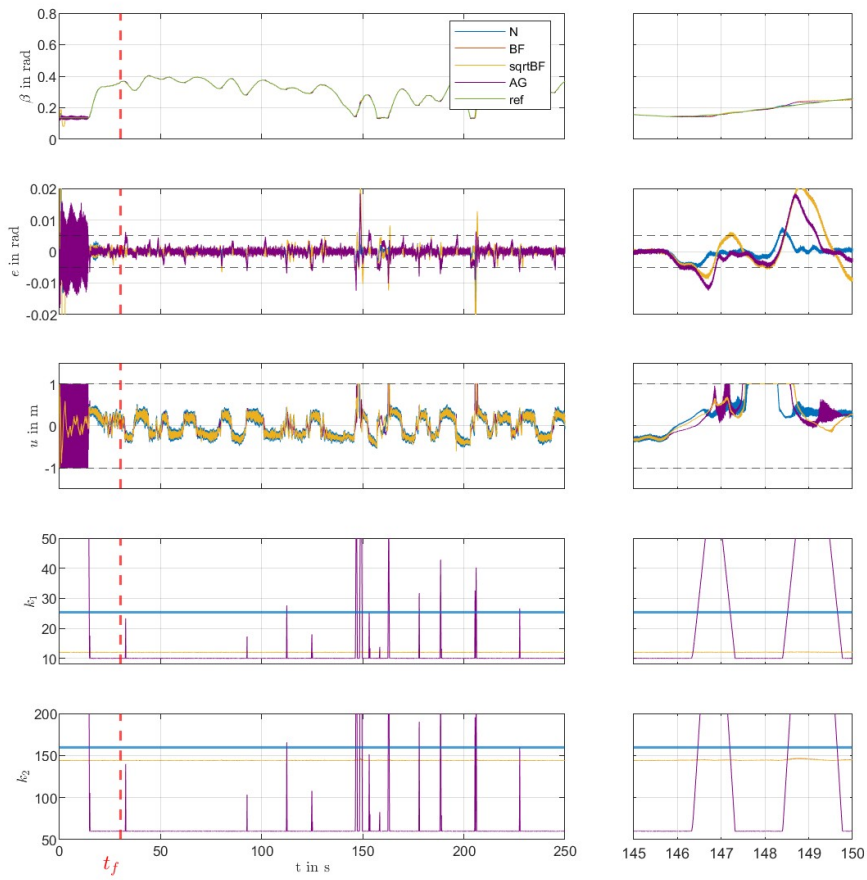 0.8
0.6
0.4
0.2
0
β in rad
N
BF
sqrtBF
AG
ref
0.02
0.01
0
-0.01
-0.02
e in rad
1
0
-1
u in m
50
40
30
20
10
k₁
200
150
100
50
k₂
0 50 100 150 200 250
145 146 147 148 149 150
t_f
t in s